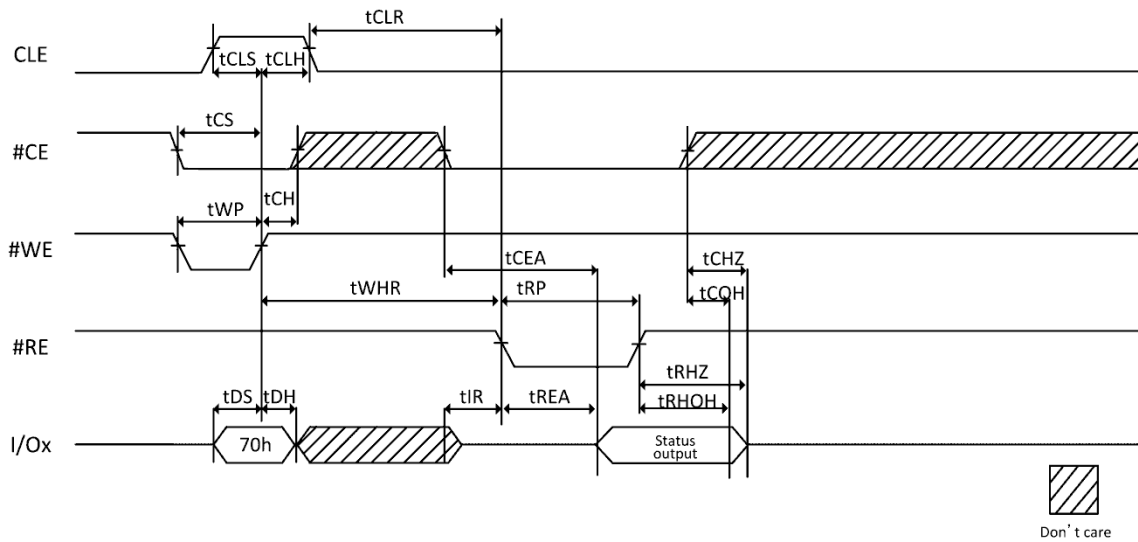 tCLR
CLE
tCLS
tCLH
tCS
#CE
tCH
tWP
#WE
tCEA
tCHZ
tWHR
tRP
tCOH
#RE
tRHZ
tDS
tDH
tIR
tREA
tRHOH
I/Ox
70h
Status
output
Don't care